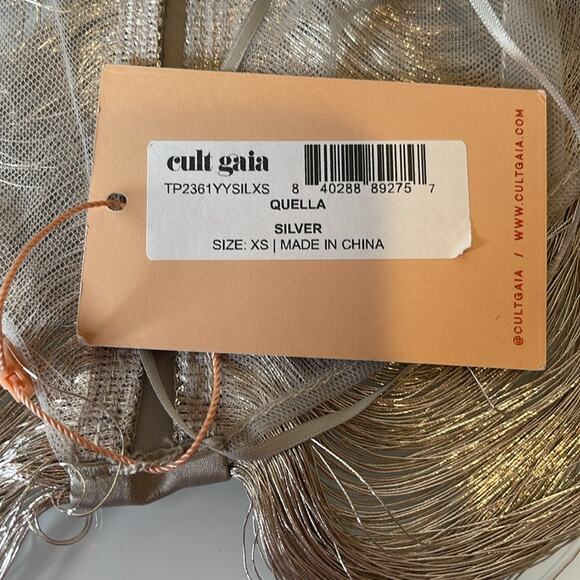 cult gaia
TP2361YYSILXS 8 40288 89275 7
QUELLA
SILVER
SIZE: XS | MADE IN CHINA
@CULTGAIA / WWW.CULTGAIA.COM